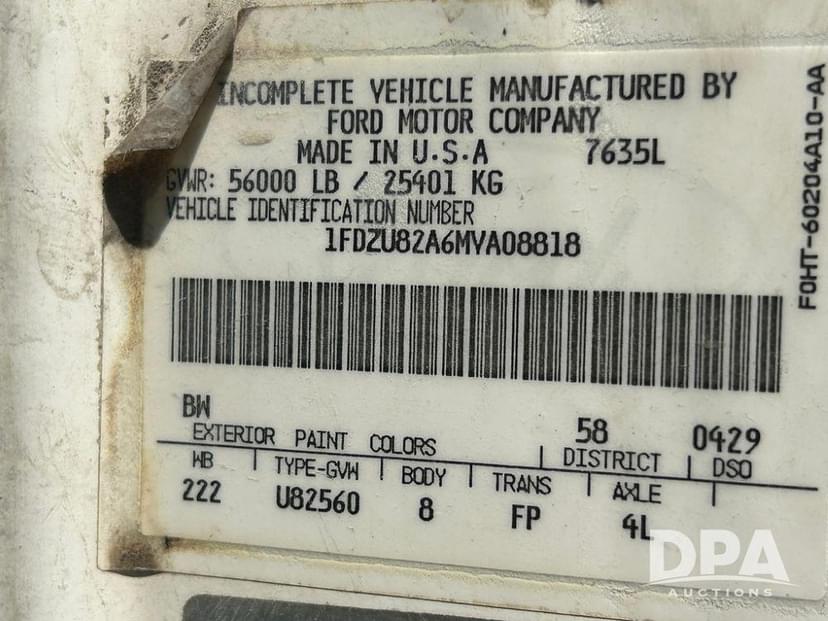 INCOMPLETE VEHICLE MANUFACTURED BY
FORD MOTOR COMPANY
MADE IN U.S.A 7635L
GVWR: 56000 LB / 25401 KG
VEHICLE IDENTIFICATION NUMBER
1FDZU82A6MVA08818
F0HT-60204A10-AA
BW 58 0429
EXTERIOR PAINT COLORS DISTRICT DSO
WB TYPE-GVW BODY TRANS AXLE
222 U82560 8 FP 4L
DPA
AUCTIONS